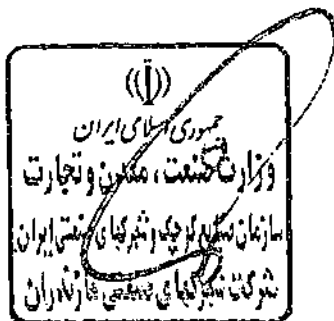 جمهوری اسلامی ایران
وزارت صنعت، معدن و تجارت
سازمان صنایع کوچک و شهرکهای صنعتی ایران
شرکت شهرکهای صنعتی مازندران